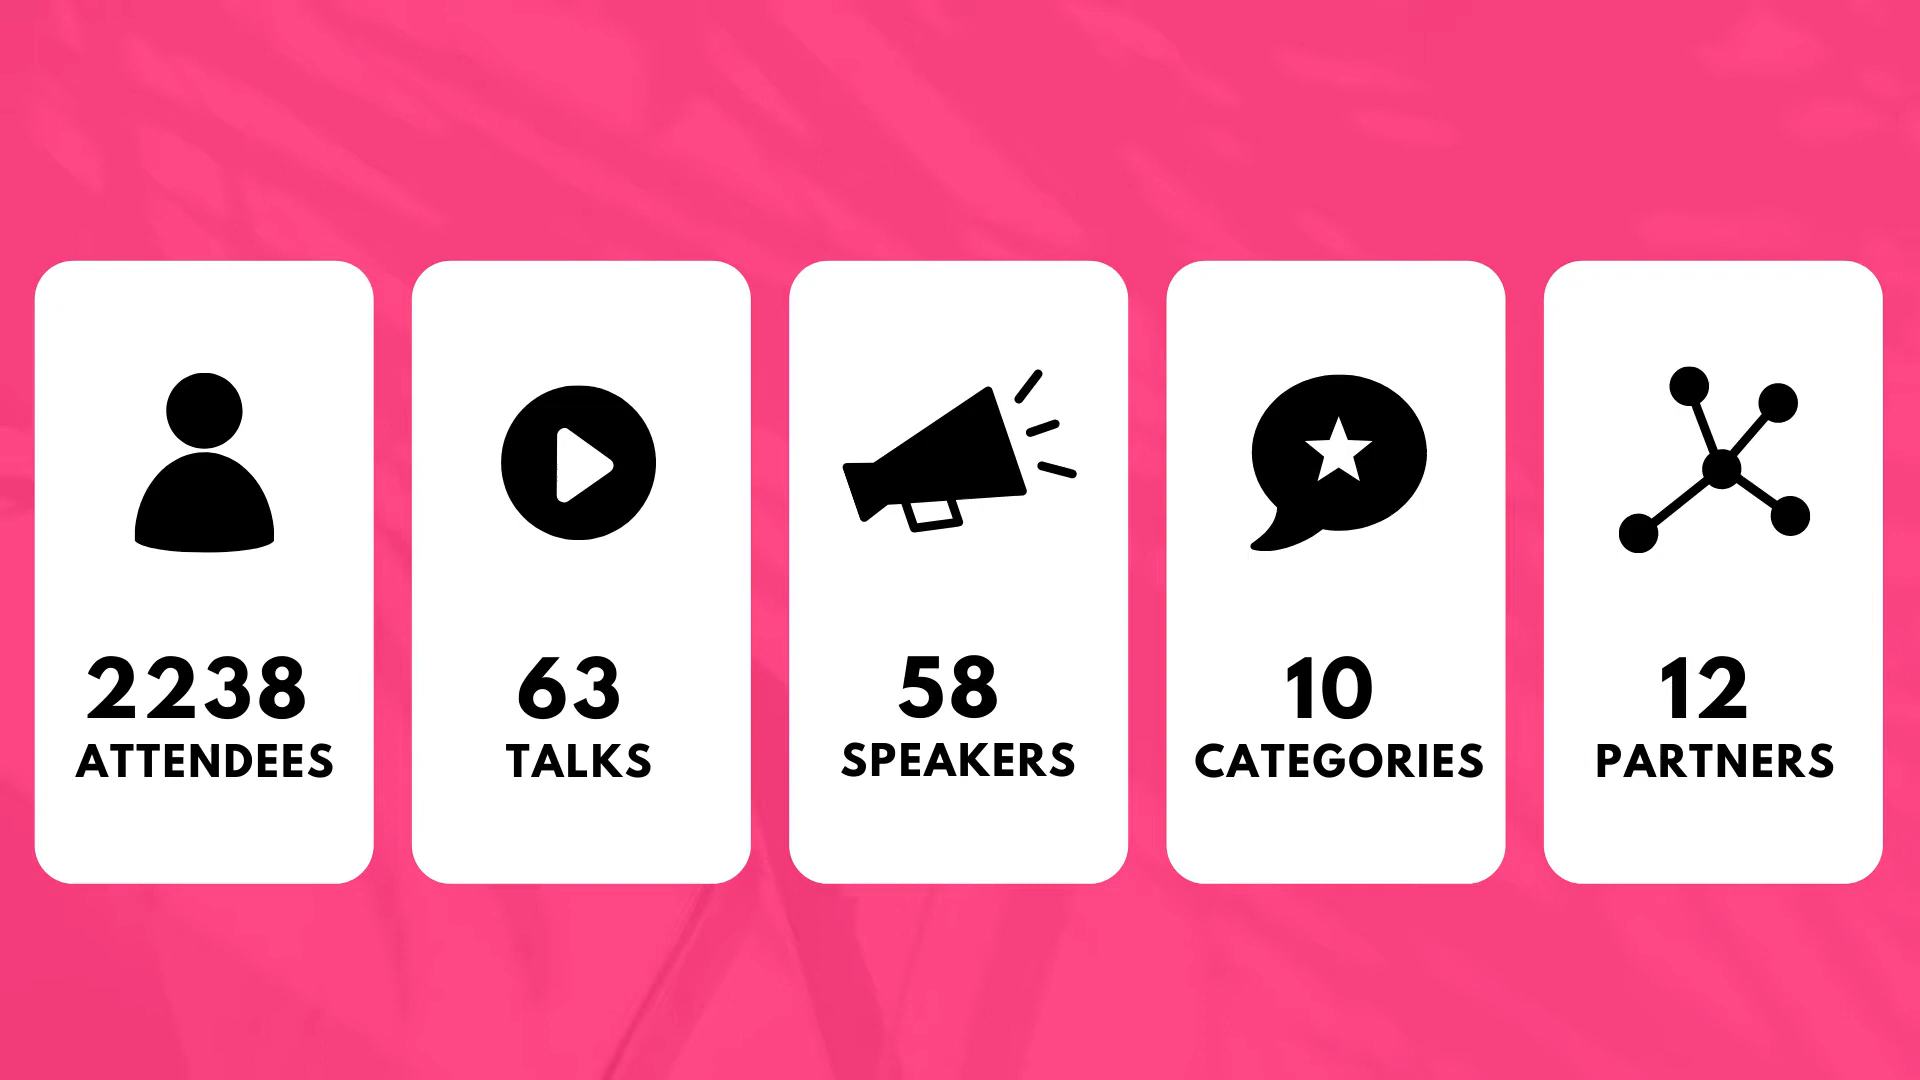 2238
ATTENDEES
63
TALKS
58
SPEAKERS
10
CATEGORIES
12
PARTNERS